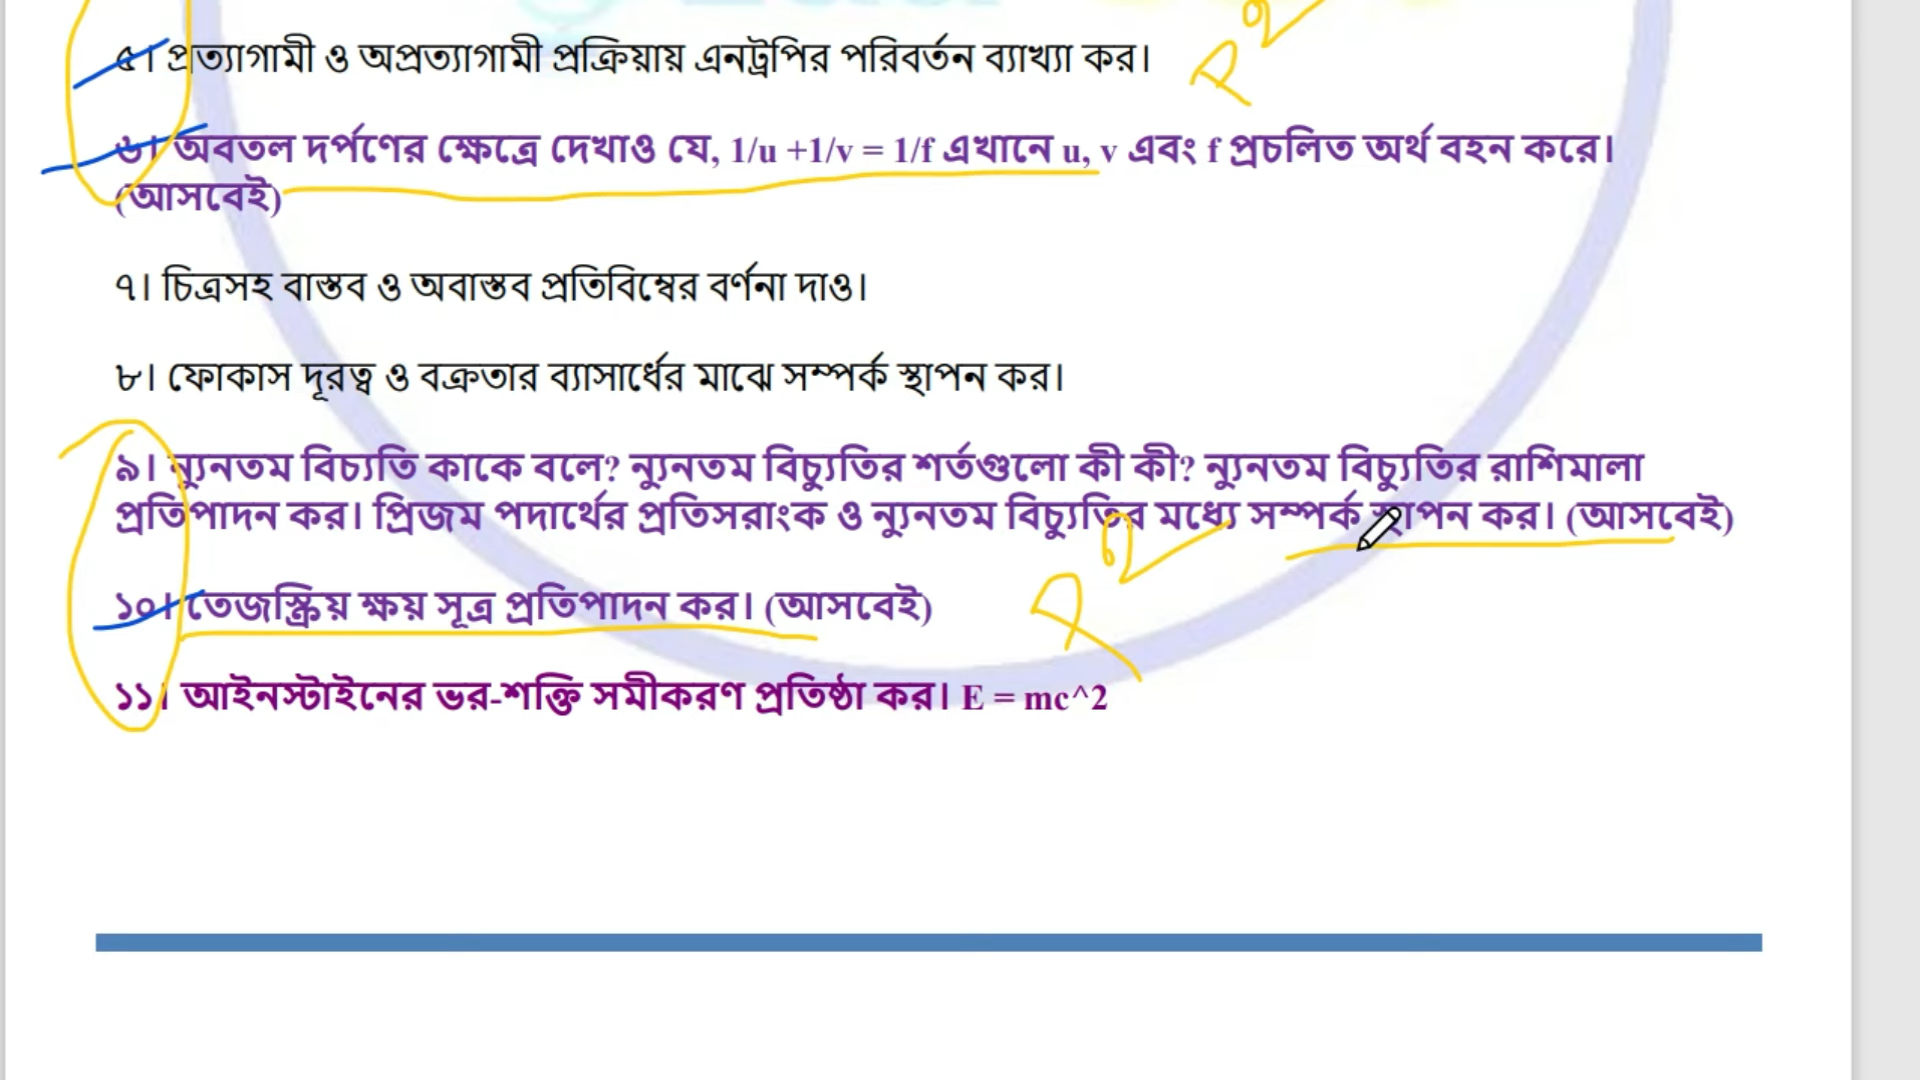 ৫। প্রত্যাগামী ও অপ্রত্যাগামী প্রক্রিয়ায় এনট্রপির পরিবর্তন ব্যাখ্যা কর।
৬। অবতল দর্পণের ক্ষেত্রে দেখাও যে, 1/u +1/v = 1/f এখানে u, v এবং f প্রচলিত অর্থ বহন করে।
(আসবেই)
৭। চিত্রসহ বাস্তব ও অবাস্তব প্রতিবিম্বের বর্ণনা দাও।
৮। ফোকাস দূরত্ব ও বক্রতার ব্যাসার্ধের মাঝে সম্পর্ক স্থাপন কর।
৯। ন্যুনতম বিচ্যতি কাকে বলে? ন্যুনতম বিচ্যুতির শর্তগুলো কী কী? ন্যুনতম বিচ্যুতির রাশিমালা
প্রতিপাদন কর। প্রিজম পদার্থের প্রতিসরাংক ও ন্যুনতম বিচ্যুতির মধ্যে সম্পর্ক স্থাপন কর। (আসবেই)
১০। তেজস্ক্রিয় ক্ষয় সূত্র প্রতিপাদন কর। (আসবেই)
১১। আইনস্টাইনের ভর-শক্তি সমীকরণ প্রতিষ্ঠা কর। E = mc^2